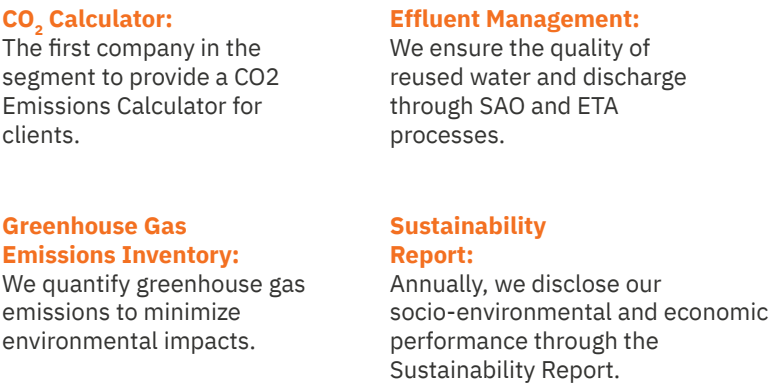 CO₂ Calculator:
The first company in the
segment to provide a CO2
Emissions Calculator for
clients.
Effluent Management:
We ensure the quality of
reused water and discharge
through SAO and ETA
processes.
Greenhouse Gas
Emissions Inventory:
We quantify greenhouse gas
emissions to minimize
environmental impacts.
Sustainability
Report:
Annually, we disclose our
socio-environmental and economic
performance through the
Sustainability Report.